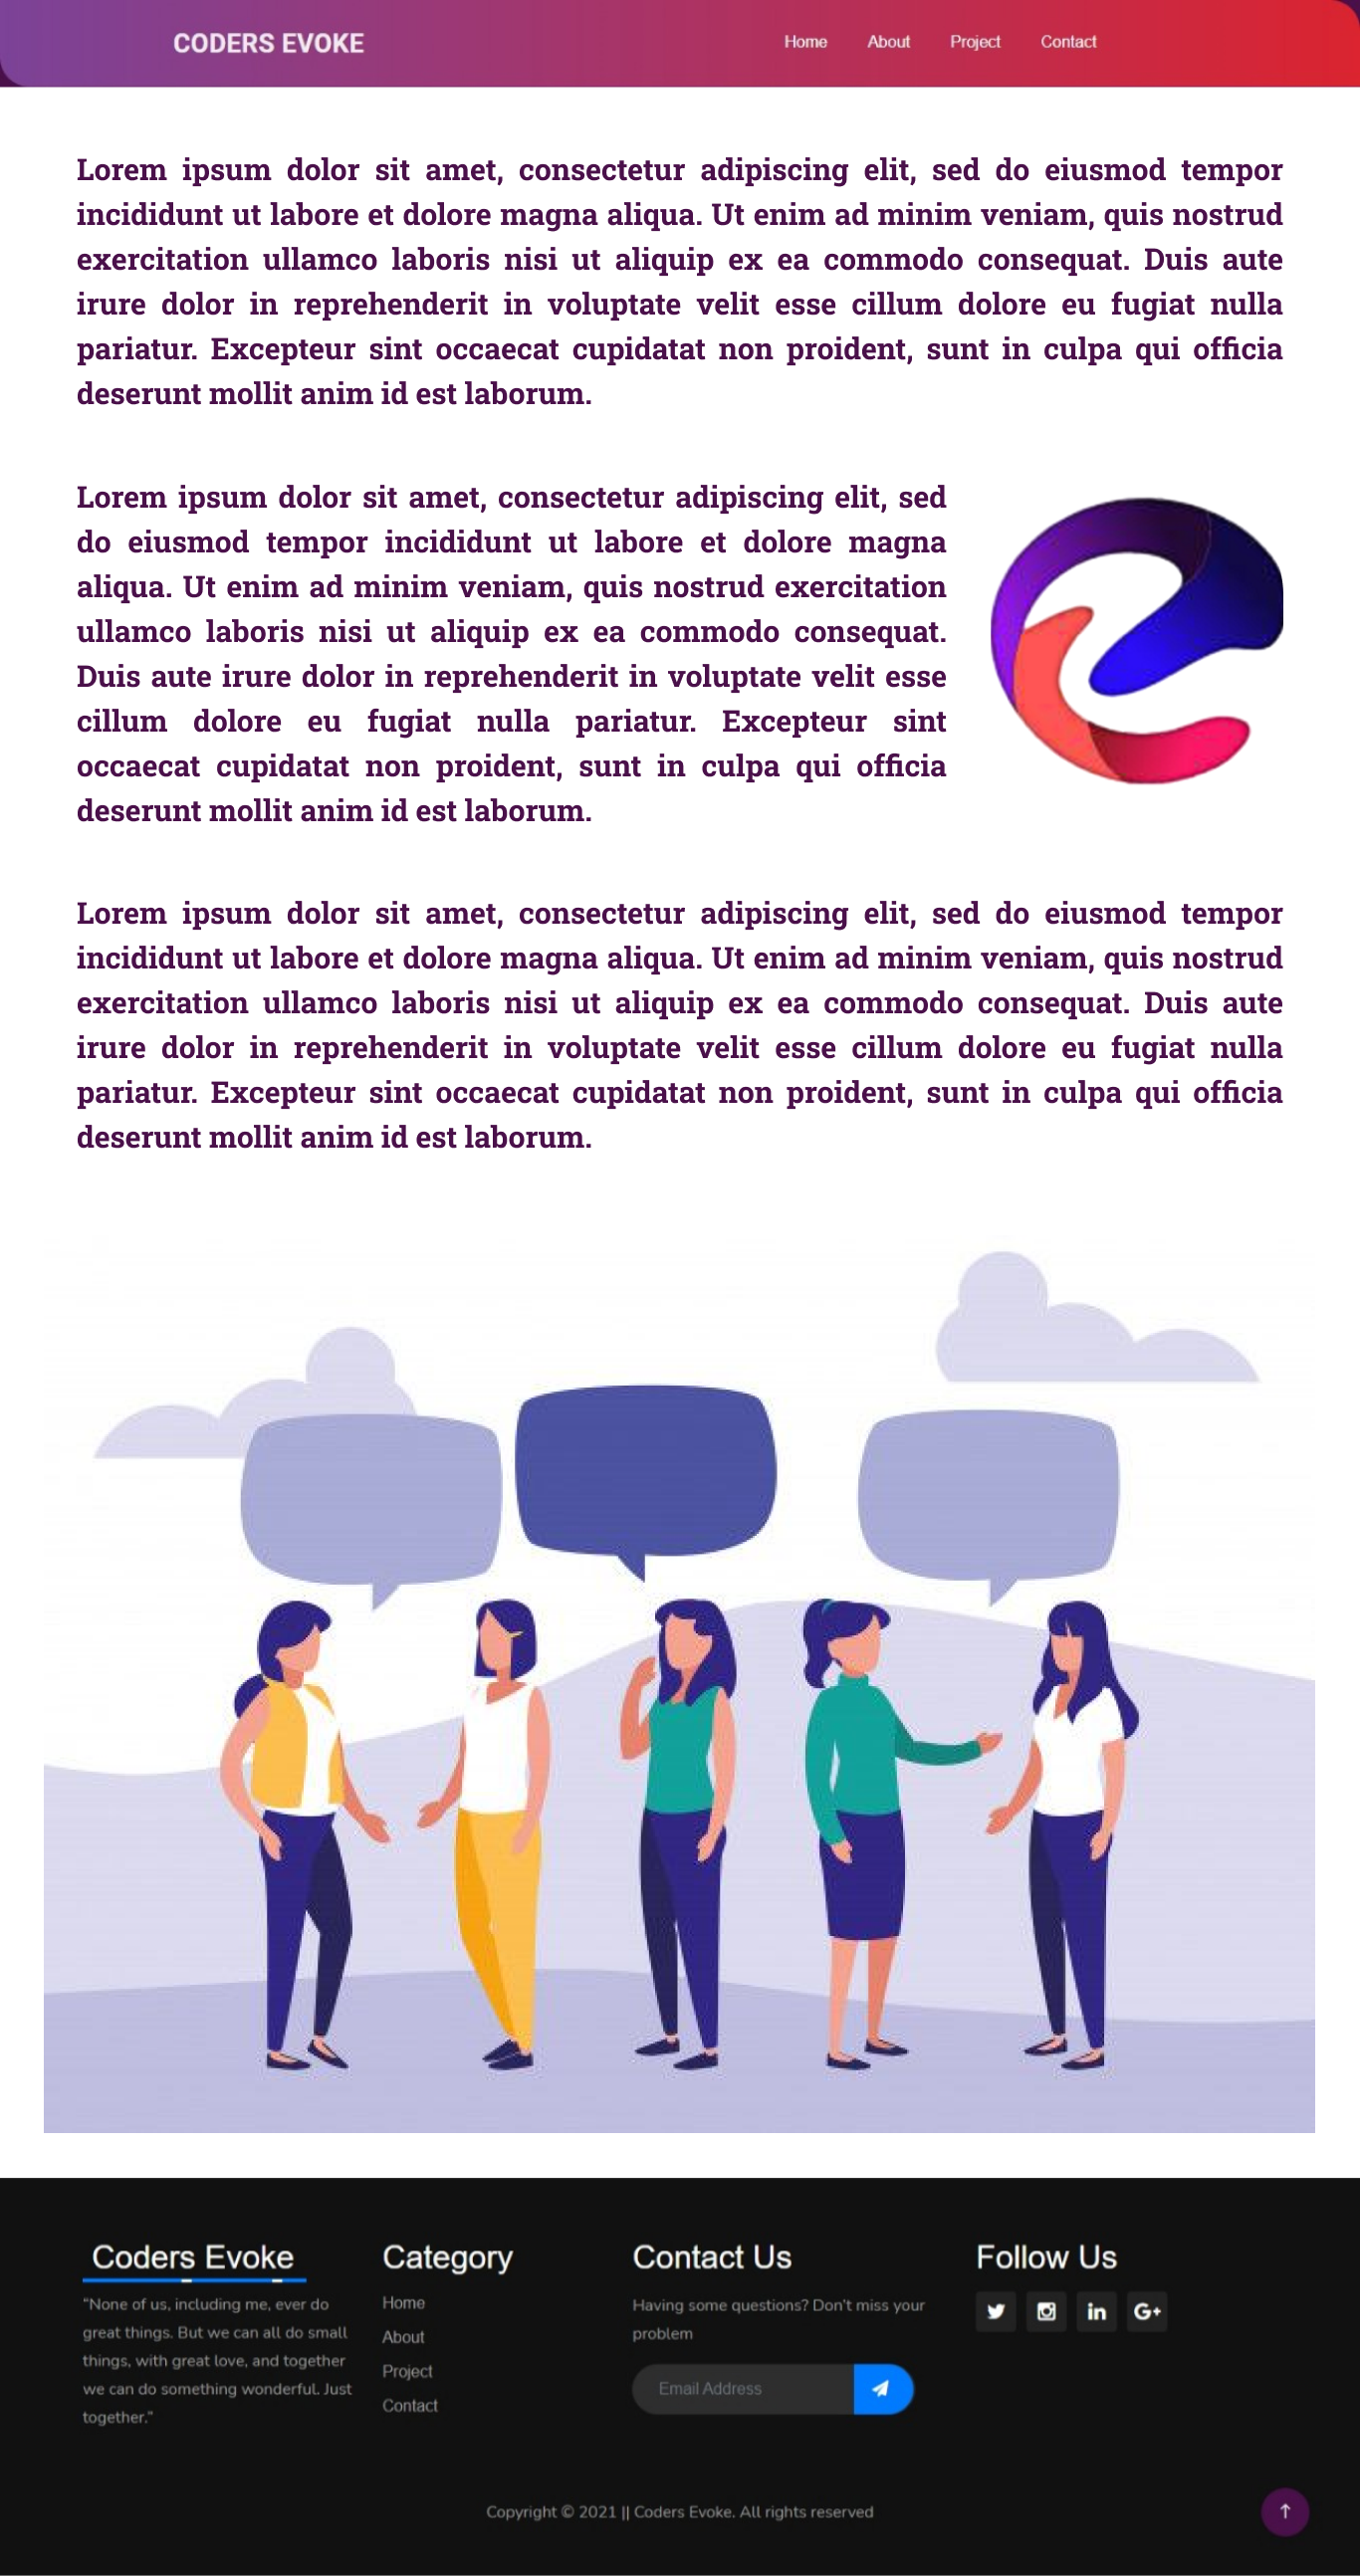 CODERS EVOKE
Home About Project Contact
Lorem ipsum dolor sit amet, consectetur adipiscing elit, sed do eiusmod tempor
incididunt ut labore et dolore magna aliqua. Ut enim ad minim veniam, quis nostrud
exercitation ullamco laboris nisi ut aliquip ex ea commodo consequat. Duis aute
irure dolor in reprehenderit in voluptate velit esse cillum dolore eu fugiat nulla
pariatur. Excepteur sint occaecat cupidatat non proident, sunt in culpa qui officia
deserunt mollit anim id est laborum.
Lorem ipsum dolor sit amet, consectetur adipiscing elit, sed
do eiusmod tempor incididunt ut labore et dolore magna
aliqua. Ut enim ad minim veniam, quis nostrud exercitation
ullamco laboris nisi ut aliquip ex ea commodo consequat.
Duis aute irure dolor in reprehenderit in voluptate velit esse
cillum dolore eu fugiat nulla pariatur. Excepteur sint
occaecat cupidatat non proident, sunt in culpa qui officia
deserunt mollit anim id est laborum.
Lorem ipsum dolor sit amet, consectetur adipiscing elit, sed do eiusmod tempor
incididunt ut labore et dolore magna aliqua. Ut enim ad minim veniam, quis nostrud
exercitation ullamco laboris nisi ut aliquip ex ea commodo consequat. Duis aute
irure dolor in reprehenderit in voluptate velit esse cillum dolore eu fugiat nulla
pariatur. Excepteur sint occaecat cupidatat non proident, sunt in culpa qui officia
deserunt mollit anim id est laborum.
Coders Evoke
"None of us, including me, ever do
great things. But we can all do small
things, with great love, and together
we can do something wonderful. Just
together."
Category
Home
About
Project
Contact
Contact Us
Having some questions? Don't miss your
problem
Email Address
Follow Us
in G+
Copyright © 2021 || Coders Evoke. All rights reserved